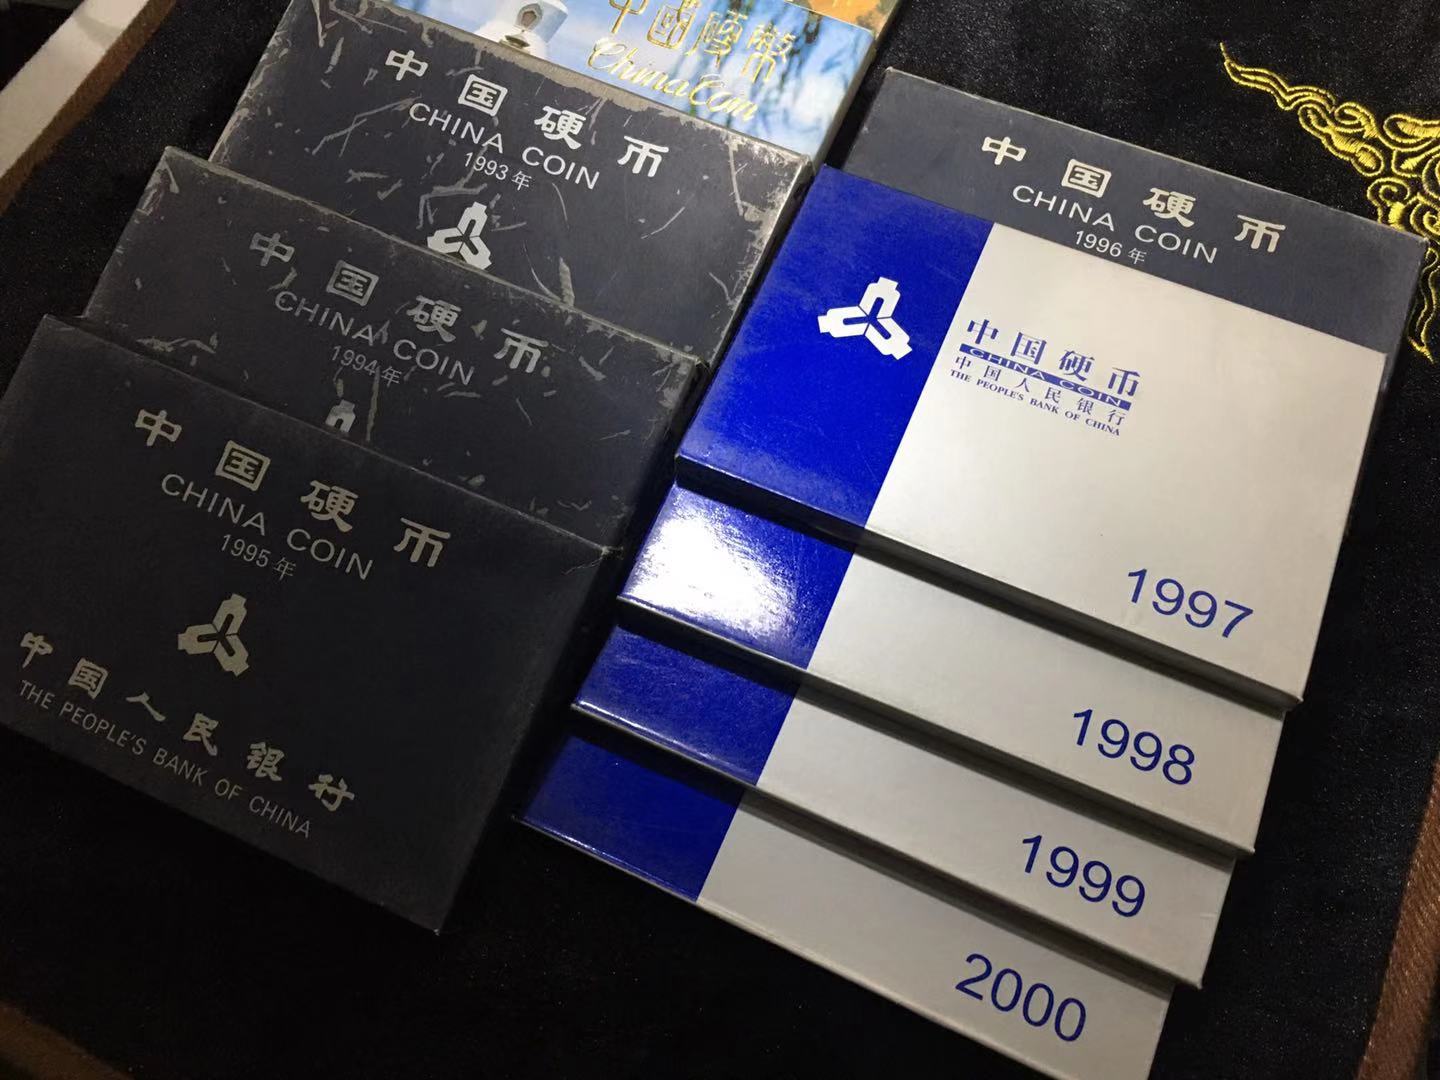 中國硬幣
China Coin
中国硬币
CHINA COIN
1993年
中国硬币
CHINA COIN
1994年
中国硬币
CHINA COIN
1995年
中国人民银行
THE PEOPLE'S BANK OF CHINA
中国硬币
CHINA COIN
1996年
中国硬币
CHINA COIN
中国人民银行
THE PEOPLE'S BANK OF CHINA
1997
1998
1999
2000